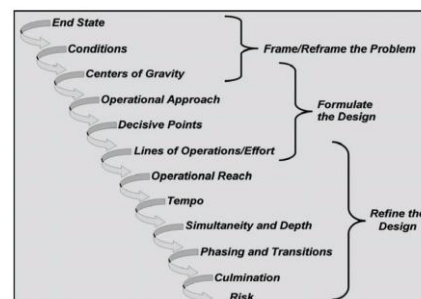 End State
Conditions
Frame/Reframe the Problem
Centers of Gravity
Operational Approach
Formulate
the Design
Decisive Points
Lines of Operations/Effort
Operational Reach
Tempo
Simultaneity and Depth
Refine the
Design
Phasing and Transitions
Culmination
Risk